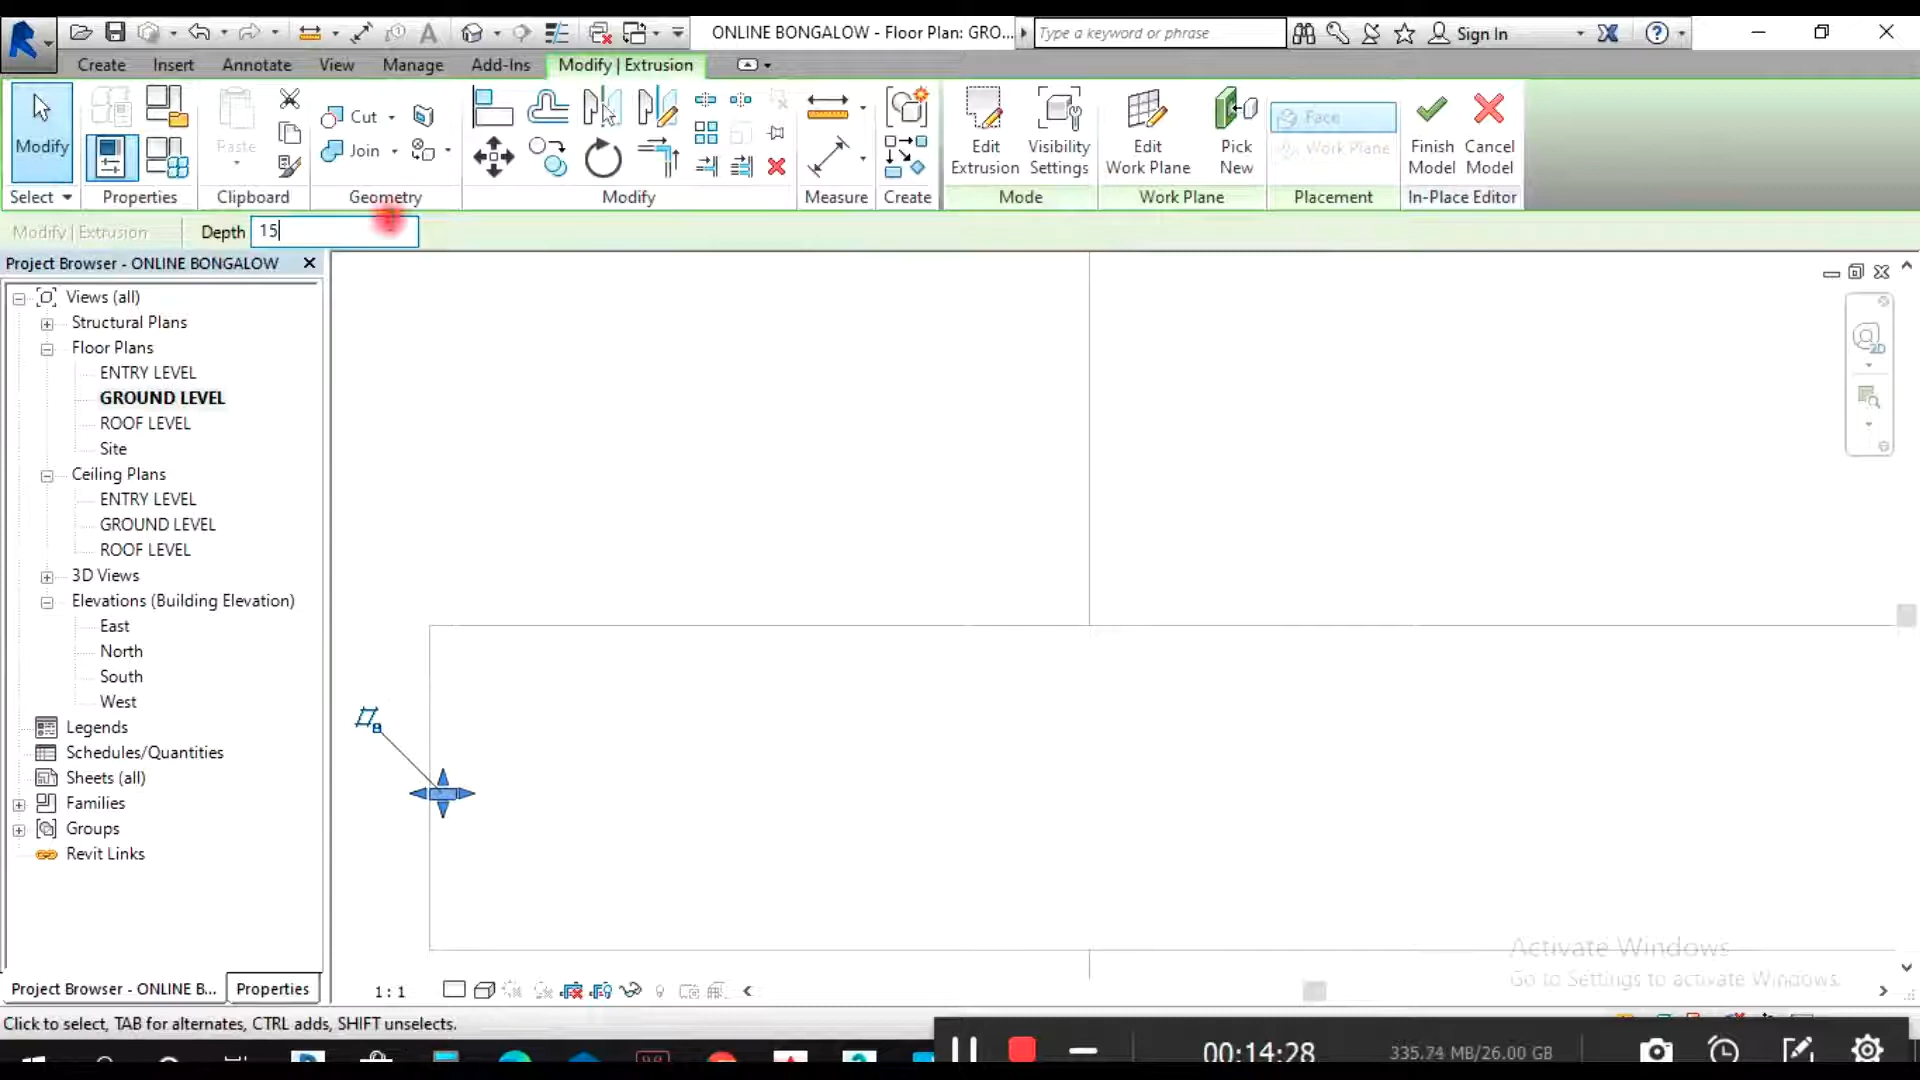 ONLINE BONGALOW - Floor Plan: GRO...
Type a keyword or phrase
Sign In
Create Insert Annotate View Manage Add-Ins Modify | Extrusion
Modify
Paste
Cut
Join
Edit Extrusion
Visibility Settings
Edit Work Plane
Pick New
Face
Work Plane
Finish Model
Cancel Model
Select Properties Clipboard Geometry Modify Measure Create Mode Work Plane Placement In-Place Editor
Modify | Extrusion Depth 15
Project Browser - ONLINE BONGALOW
Views (all)
Structural Plans
Floor Plans
ENTRY LEVEL
GROUND LEVEL
ROOF LEVEL
Site
Ceiling Plans
ENTRY LEVEL
GROUND LEVEL
ROOF LEVEL
3D Views
Elevations (Building Elevation)
East
North
South
West
Legends
Schedules/Quantities
Sheets (all)
Families
Groups
Revit Links
2D
Activate Windows
Go to Settings to activate Windows.
Project Browser - ONLINE B... Properties
1 : 1
Click to select, TAB for alternates, CTRL adds, SHIFT unselects.
00:14:28
335.74 MB/26.00 GB